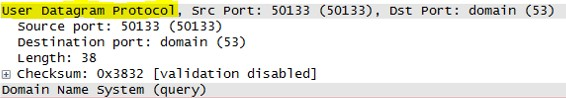 User Datagram Protocol, Src Port: 50133 (50133), Dst Port: domain (53)
Source port: 50133 (50133)
Destination port: domain (53)
Length: 38
Checksum: 0x3832 [validation disabled]
Domain Name System (query)